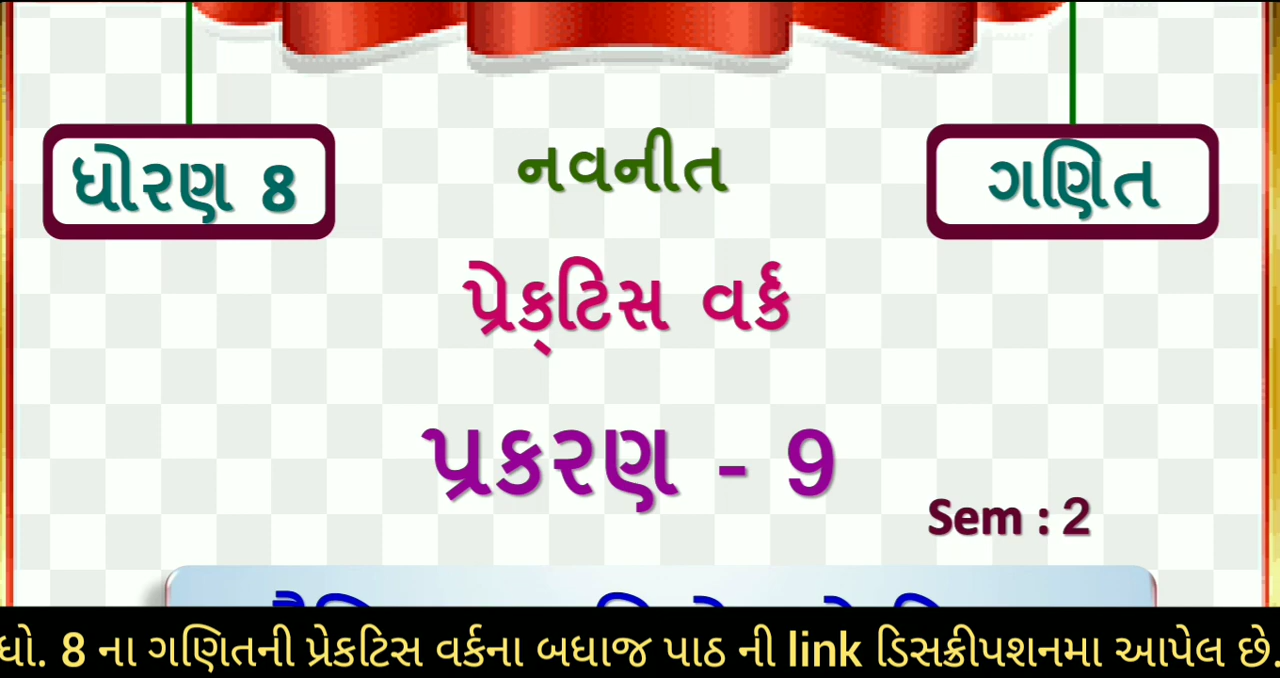 ધોરણ 8
નવનીત
ગણિત
પ્રેક્ટિસ વર્ક
પ્રકરણ - 9
Sem : 2
ધો. 8 ના ગણિતની પ્રેકટિસ વર્કના બધાજ પાઠ ની link ડિસક્રીપશનમા આપેલ છે.